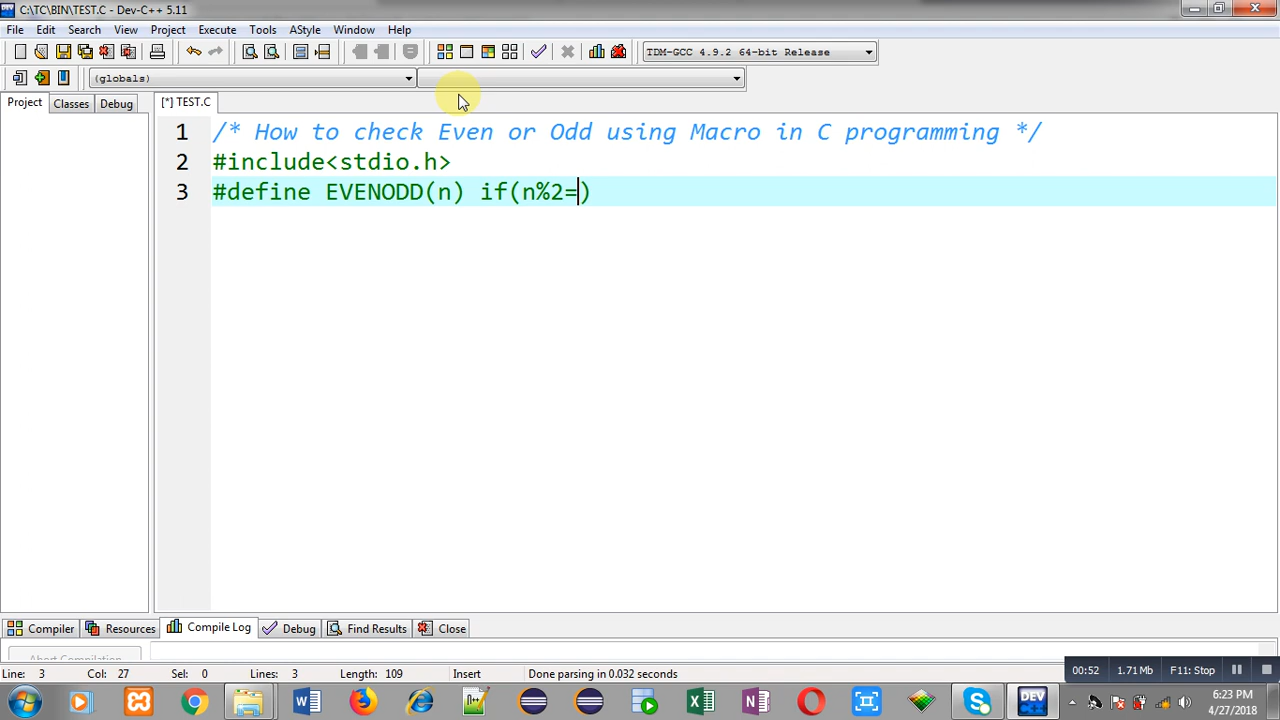 C:\TC\BIN\TEST.C - Dev-C++ 5.11
File Edit Search View Project Execute Tools AStyle Window Help
TDM-GCC 4.9.2 64-bit Release
(globals)
Project Classes Debug [*] TEST.C
1 /* How to check Even or Odd using Macro in C programming */
2 #include<stdio.h>
3 #define EVENODD(n) if(n%2=)
Compiler Resources Compile Log Debug Find Results Close
Abort Compilation
Line: 3 Col: 27 Sel: 0 Lines: 3 Length: 109 Insert Done parsing in 0.032 seconds
00:52 1.71 Mb F11: Stop
6:23 PM
4/27/2018